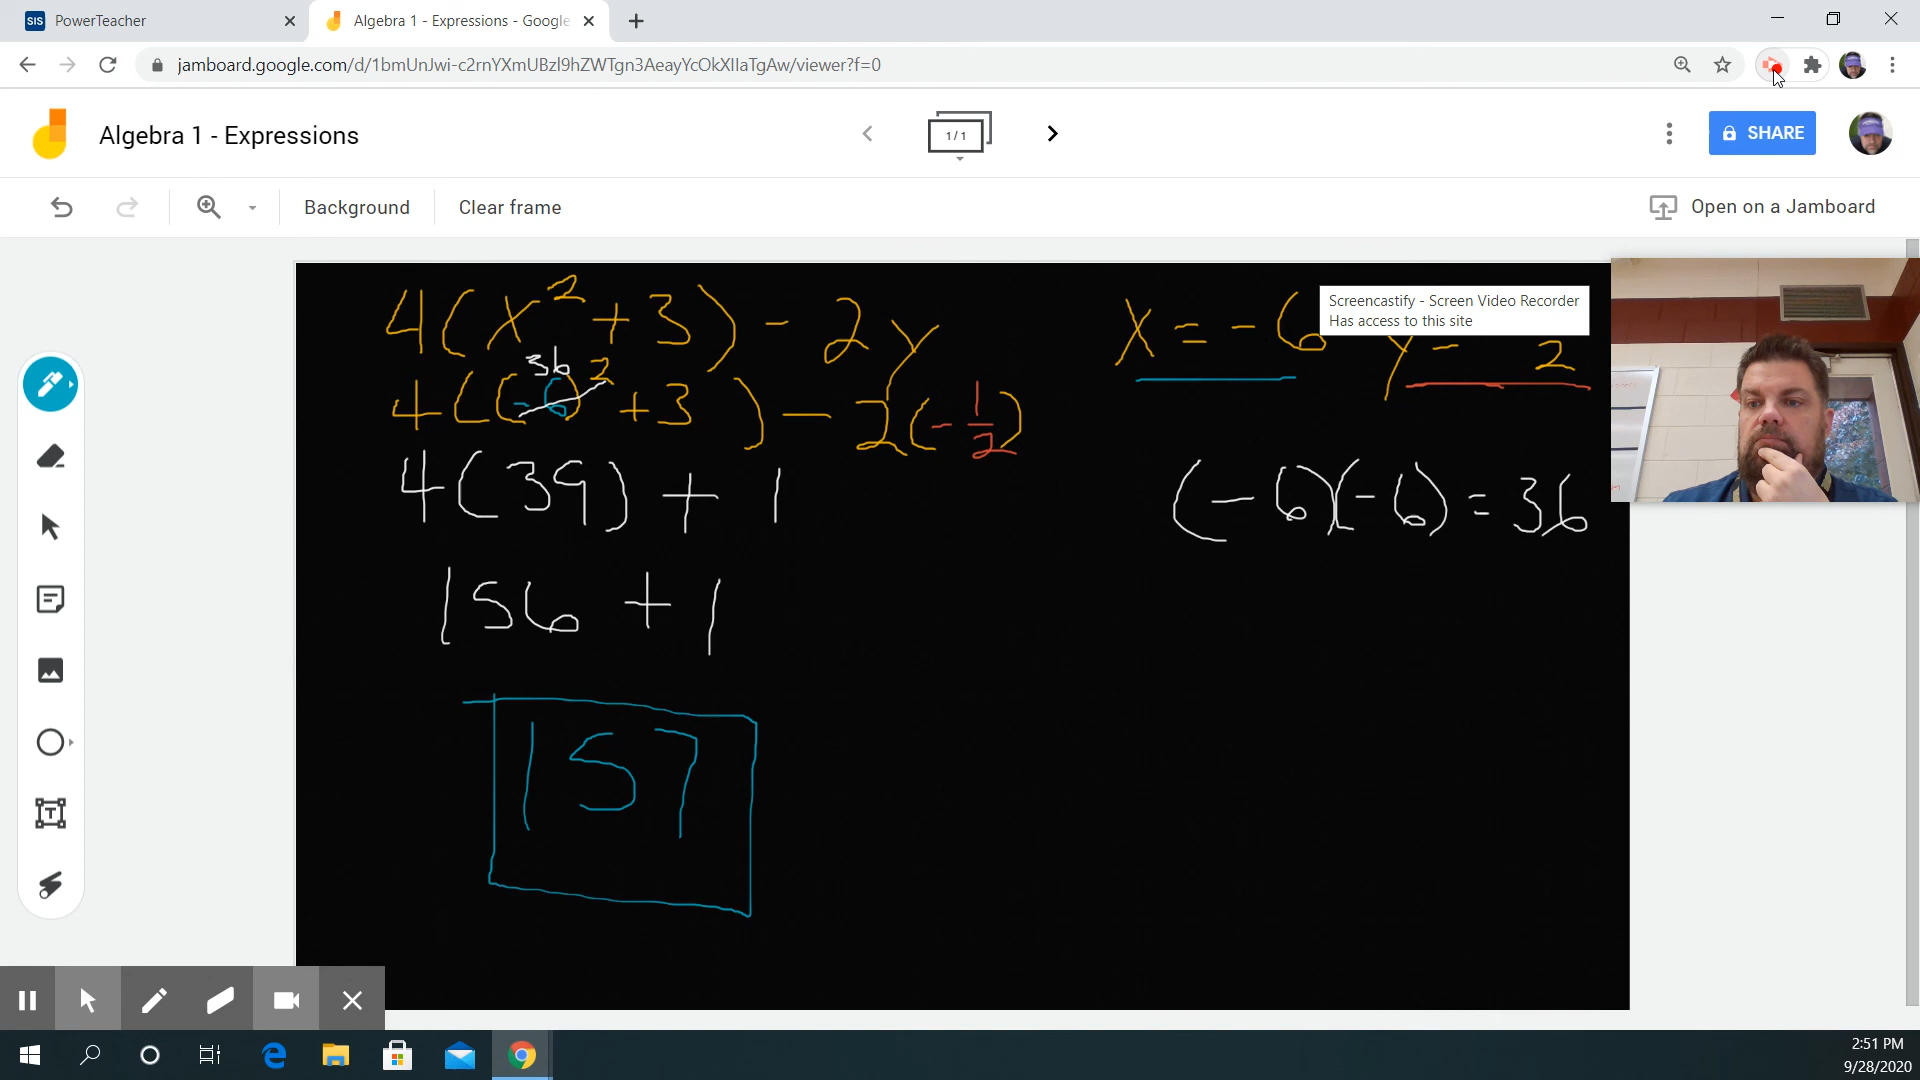 SIS PowerTeacher
Algebra 1 - Expressions - Google
jamboard.google.com/d/1bmUnJwi-c2rnYXmUBzI9hZWTgn3AeayYcOkXIIaTgAw/viewer?f=0
Algebra 1 - Expressions
1 / 1
SHARE
Background
Clear frame
Open on a Jamboard
Screencastify - Screen Video Recorder
Has access to this site
4(x²+3) - 2y
x = -6
y - 2
36
4((-6)² + 3) - 2(-1/2)
4(39) + 1
(-6)(-6) = 36
156 + 1
157
2:51 PM
9/28/2020